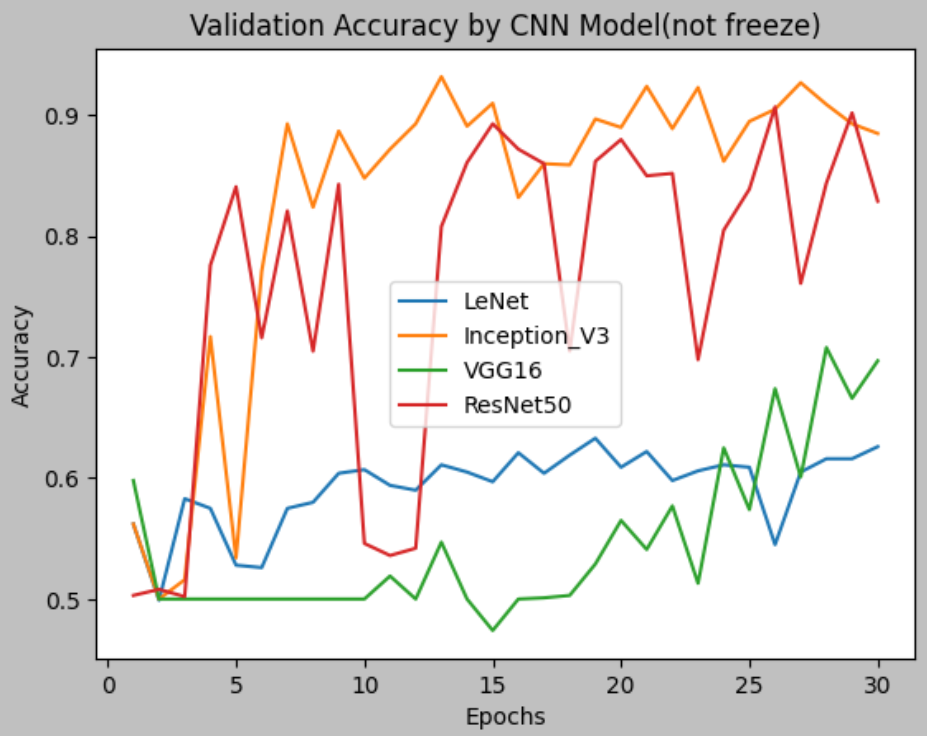 Validation Accuracy by CNN Model(not freeze)
0.9
0.8
0.7
0.6
0.5
Accuracy
LeNet
Inception_V3
VGG16
ResNet50
0 5 10 15 20 25 30
Epochs